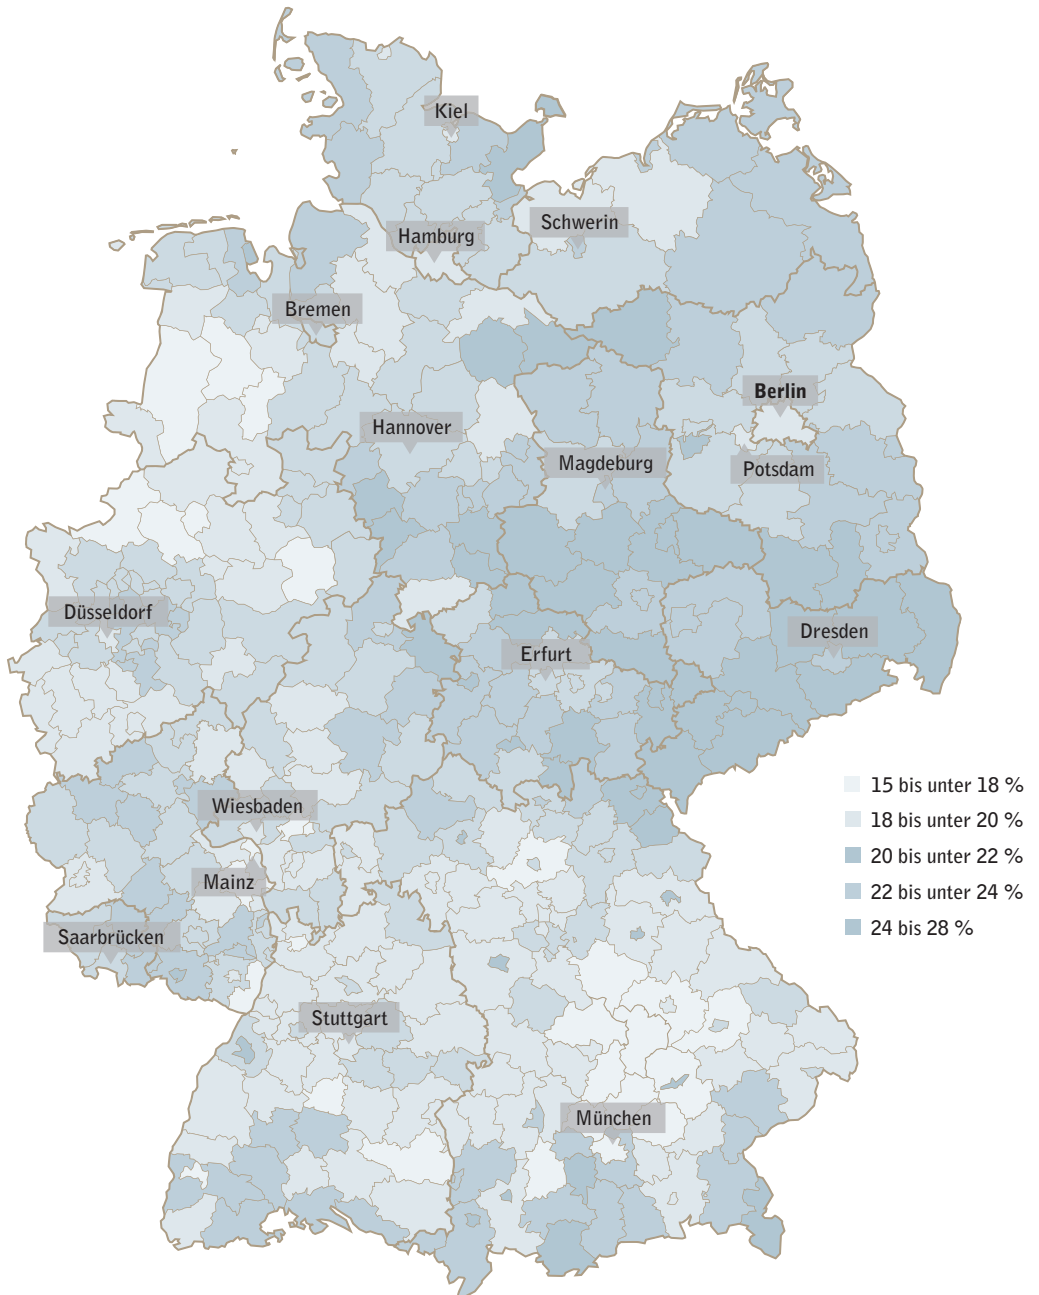 Kiel
Schwerin
Hamburg
Bremen
Berlin
Hannover
Magdeburg
Potsdam
Düsseldorf
Dresden
Erfurt
15 bis unter 18 %
Wiesbaden
18 bis unter 20 %
20 bis unter 22 %
Mainz
22 bis unter 24 %
24 bis 28 %
Saarbrücken
Stuttgart
München